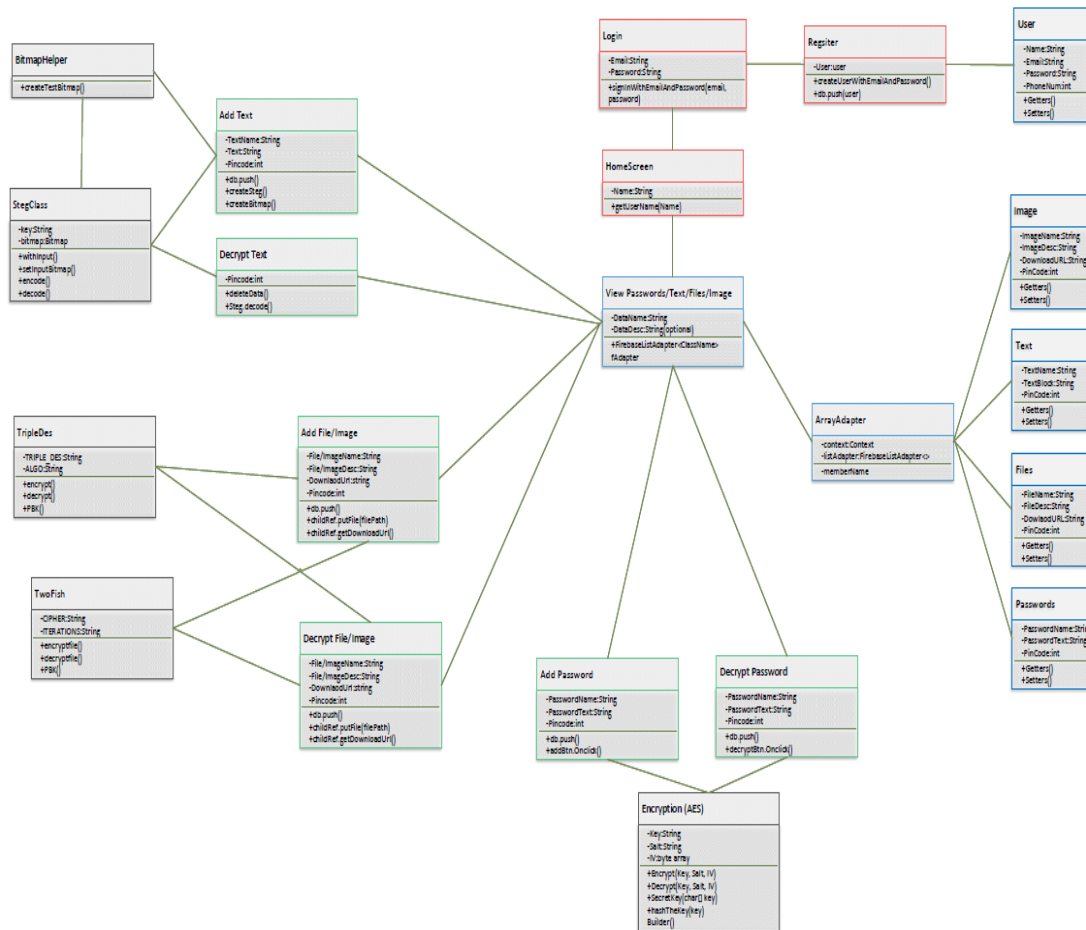 BitmapHelper
+createTestBitmap()
StegClass
-key:String
-bitmap:Bitmap
+withInput()
+setInputBitmap()
+encode()
+decode()
Add Text
-TextName:String
-Text:String
-Pincode:int
+db.push()
+createSteg()
+createBitmap()
Decrypt Text
-Pincode:int
+deleteData()
+Steg.decode()
Login
-Email:String
-Password:String
+signInWithEmailAndPassword(email,
password)
Regsiter
-User:user
+createUserWithEmailAndPassword()
+db.push(user)
User
-Name:String
-Email:String
-Password:String
-PhoneNum:int
+Getters()
+Setters()
HomeScreen
-Name:String
+getUserName(Name)
View Passwords/Text/Files/Image
-DataName:String
-DataDesc:String(optional)
+FirebaseListAdapter<ClassName>
fAdapter
ArrayAdapter
-context:Context
-listAdapter:FirebaseListAdapter<>
-memberName
Image
-ImageName:String
-ImageDesc:String
-DownloadURL:String
-PinCode:int
+Getters()
+Setters()
Text
-TextName:String
-TextBlock:String
-PinCode:int
+Getters()
+Setters()
Files
-FileName:String
-FileDesc:String
-DowlaodURL:String
-PinCode:int
+Getters()
+Setters()
Passwords
-PasswordName:String
-PasswordText:String
-PinCode:int
+Getters()
+Setters()
TripleDes
-TRIPLE_DES:String
-ALGO:String
+encrypt()
+decrypt()
+PBK()
TwoFish
-CIPHER:String
-ITERATIONS:String
+encryptfile()
+decryptfile()
+PBK()
Add File/Image
-File/ImageName:String
-File/ImageDesc:String
-DownlaodUrl:string
-Pincode:int
+db.push()
+childRef.putFile(filePath)
+childRef.getDownloadUrl()
Decrypt File/Image
-File/ImageName:String
-File/ImageDesc:String
-DownlaodUrl:string
-Pincode:int
+db.push()
+childRef.putFile(filePath)
+childRef.getDownloadUrl()
Add Password
-PasswordName:String
-PasswordText:String
-Pincode:int
+db.push()
+addBtn.Onclick()
Decrypt Password
-PasswordName:String
-PasswordText:String
-Pincode:int
+db.push()
+decryptBtn.Onclick()
Encryption (AES)
-Key:String
-Salt:String
-IV:byte array
+Encrypt(Key, Salt, IV)
+Decrypt(Key, Salt, IV)
+SecretKey(char[] key)
+hashTheKey(key)
Builder()